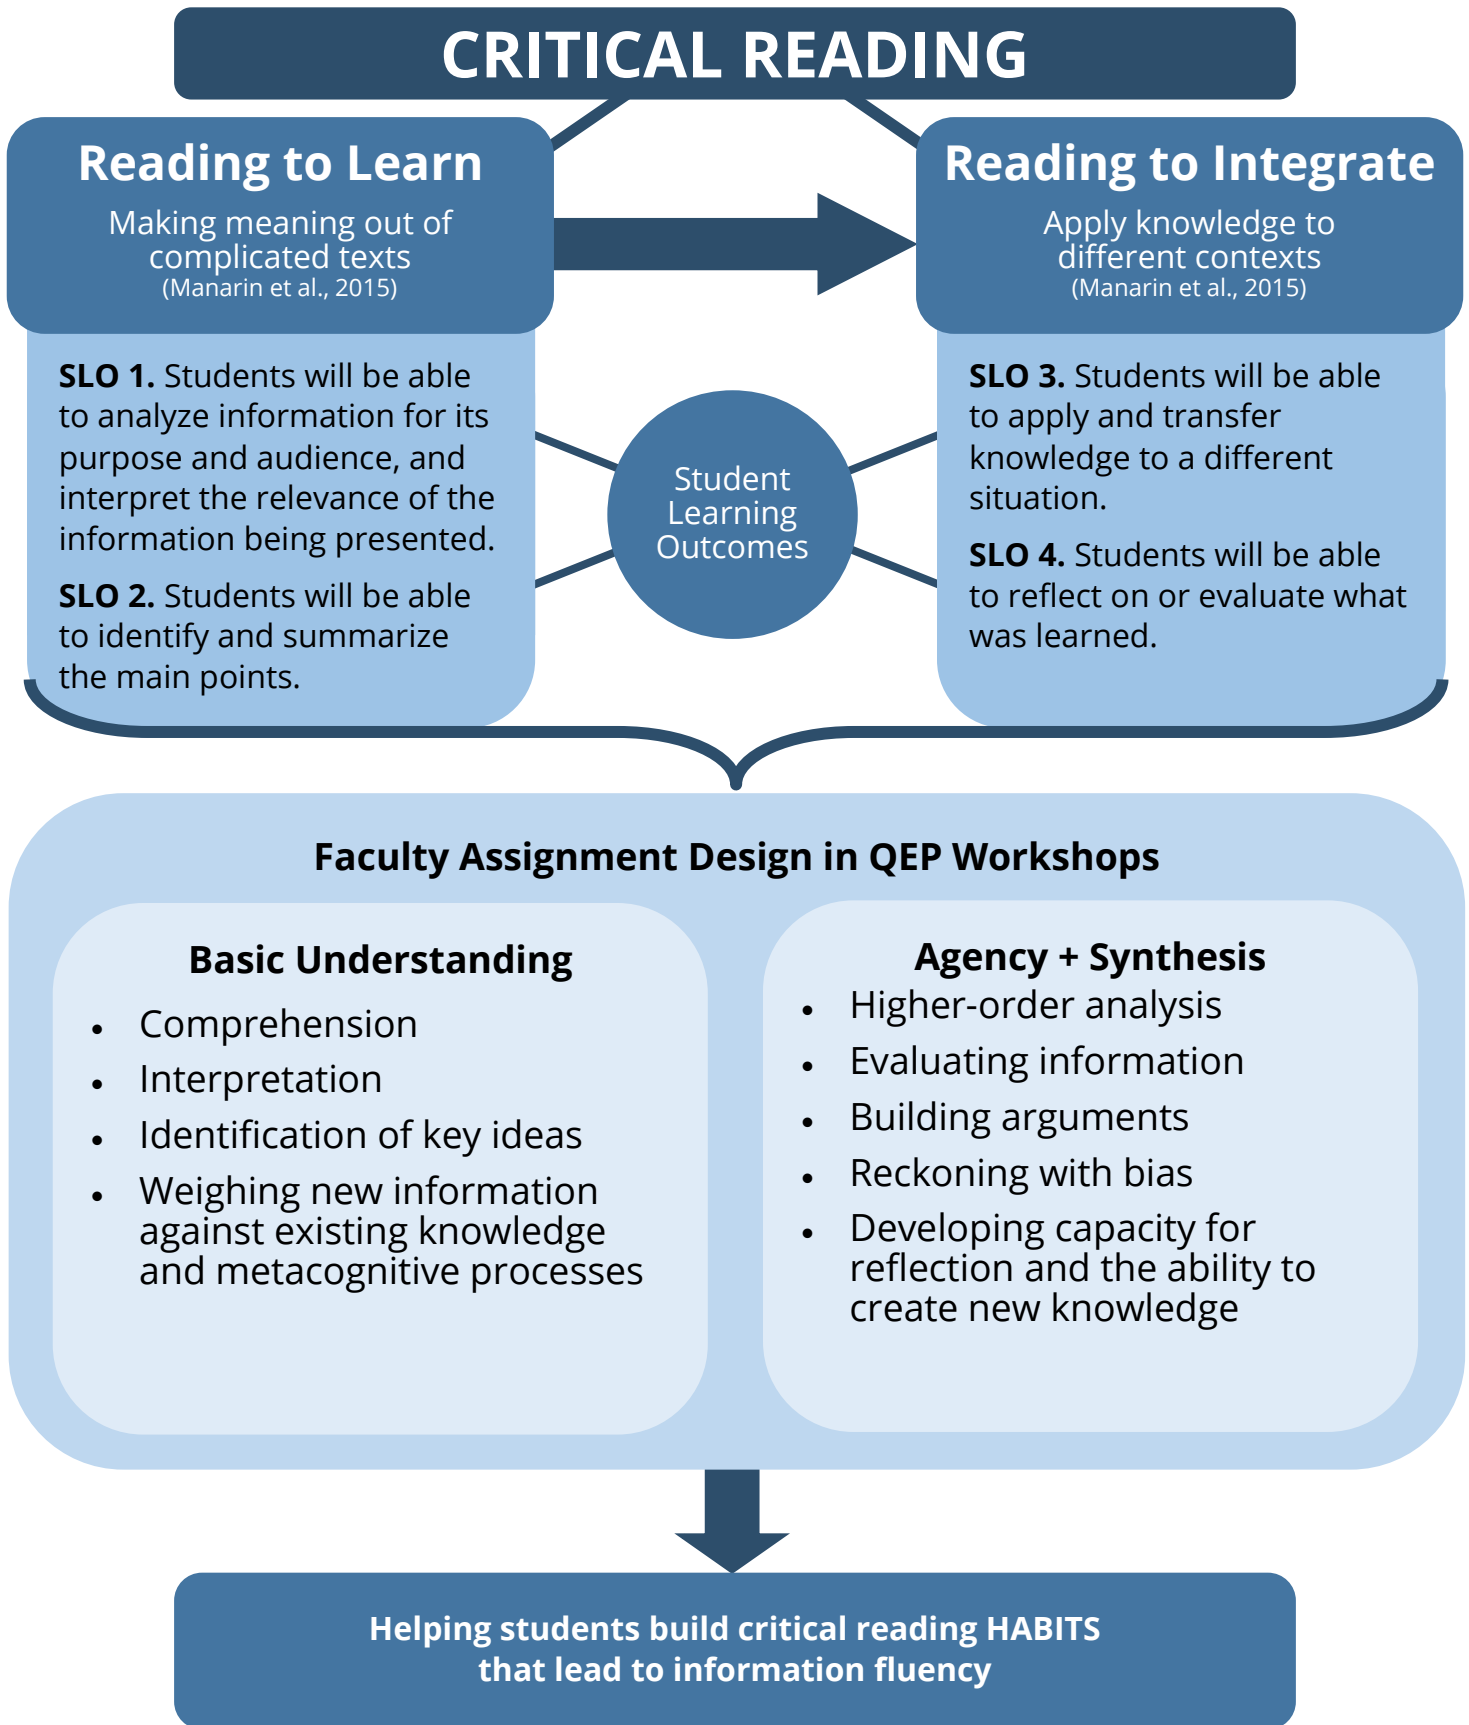 CRITICAL READING
Reading to Learn
Making meaning out of
complicated texts
(Manarin et al., 2015)
SLO 1. Students will be able
to analyze information for its
purpose and audience, and
interpret the relevance of the
information being presented.
SLO 2. Students will be able
to identify and summarize
the main points.
Student
Learning
Outcomes
Reading to Integrate
Apply knowledge to
different contexts
(Manarin et al., 2015)
SLO 3. Students will be able
to apply and transfer
knowledge to a different
situation.
SLO 4. Students will be able
to reflect on or evaluate what
was learned.
Faculty Assignment Design in QEP Workshops
Basic Understanding
• Comprehension
• Interpretation
• Identification of key ideas
• Weighing new information
against existing knowledge
and metacognitive processes
Agency + Synthesis
• Higher-order analysis
• Evaluating information
• Building arguments
• Reckoning with bias
• Developing capacity for
reflection and the ability to
create new knowledge
Helping students build critical reading HABITS
that lead to information fluency